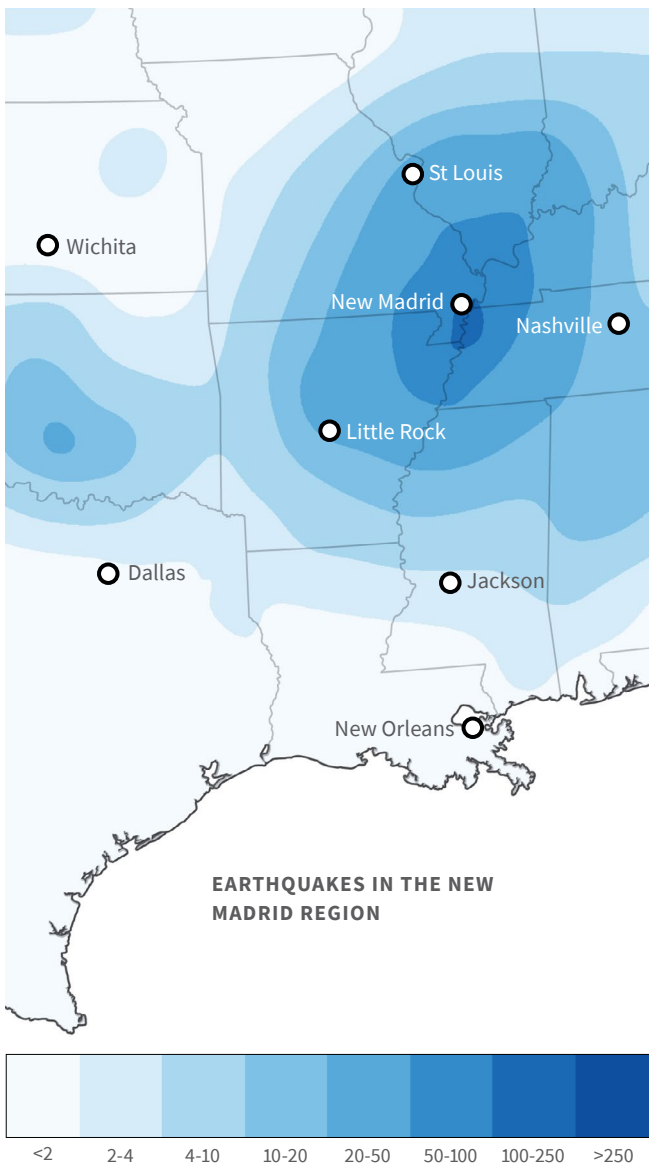 St Louis
Wichita
New Madrid
Nashville
Little Rock
Dallas
Jackson
New Orleans
EARTHQUAKES IN THE NEW
MADRID REGION
<2 2-4 4-10 10-20 20-50 50-100 100-250 >250